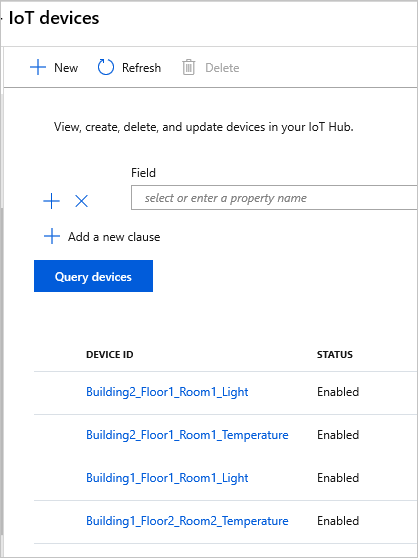 IoT devices
New Refresh Delete
View, create, delete, and update devices in your IoT Hub.
Field
select or enter a property name
Add a new clause
Query devices
DEVICE ID STATUS
Building2_Floor1_Room1_Light Enabled
Building2_Floor1_Room1_Temperature Enabled
Building1_Floor1_Room1_Light Enabled
Building1_Floor2_Room2_Temperature Enabled